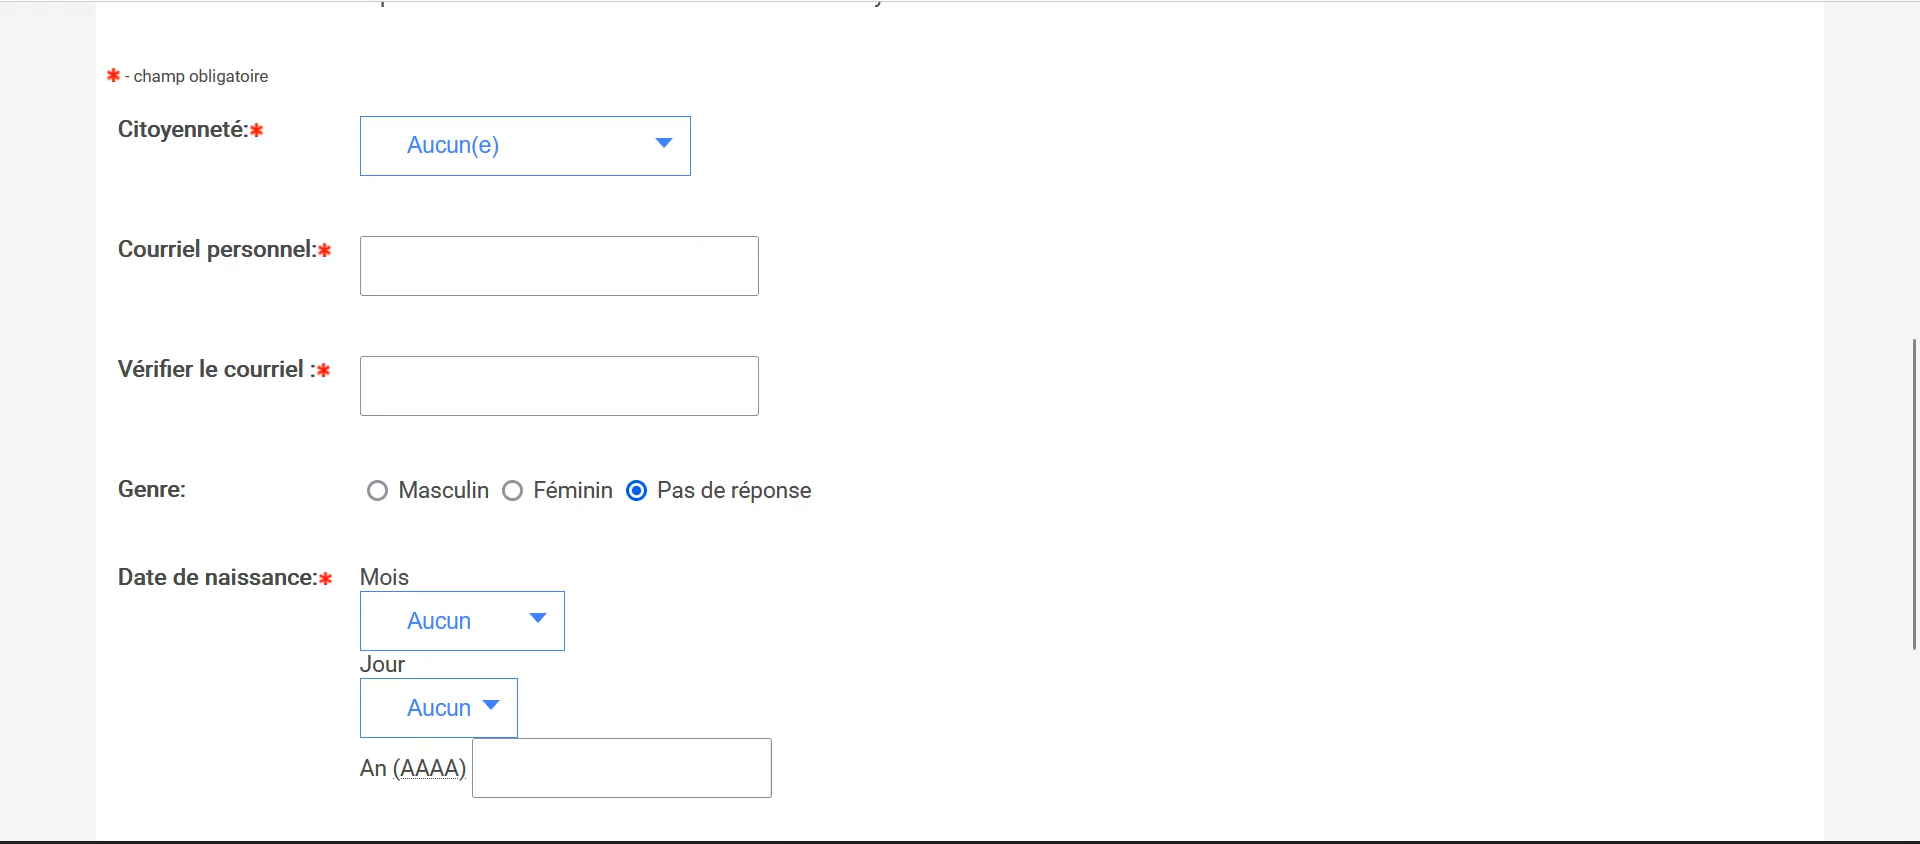 * - champ obligatoire
Citoyenneté:*
Aucun(e)
Courriel personnel:*
Vérifier le courriel :*
Genre:
Masculin Féminin Pas de réponse
Date de naissance:* Mois
Aucun
Jour
Aucun
An (AAAA)